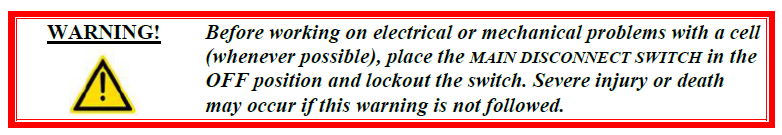 WARNING!
Before working on electrical or mechanical problems with a cell
(whenever possible), place the MAIN DISCONNECT SWITCH in the
OFF position and lockout the switch. Severe injury or death
may occur if this warning is not followed.